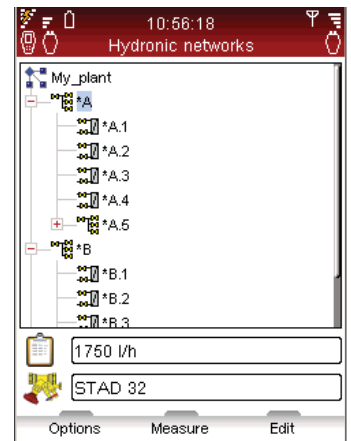 10:56:18
Hydronic networks
My_plant
*A
*A.1
*A.2
*A.3
*A.4
*A.5
*B
*B.1
*B.2
*B.3
1750 l/h
STAD 32
Options Measure Edit